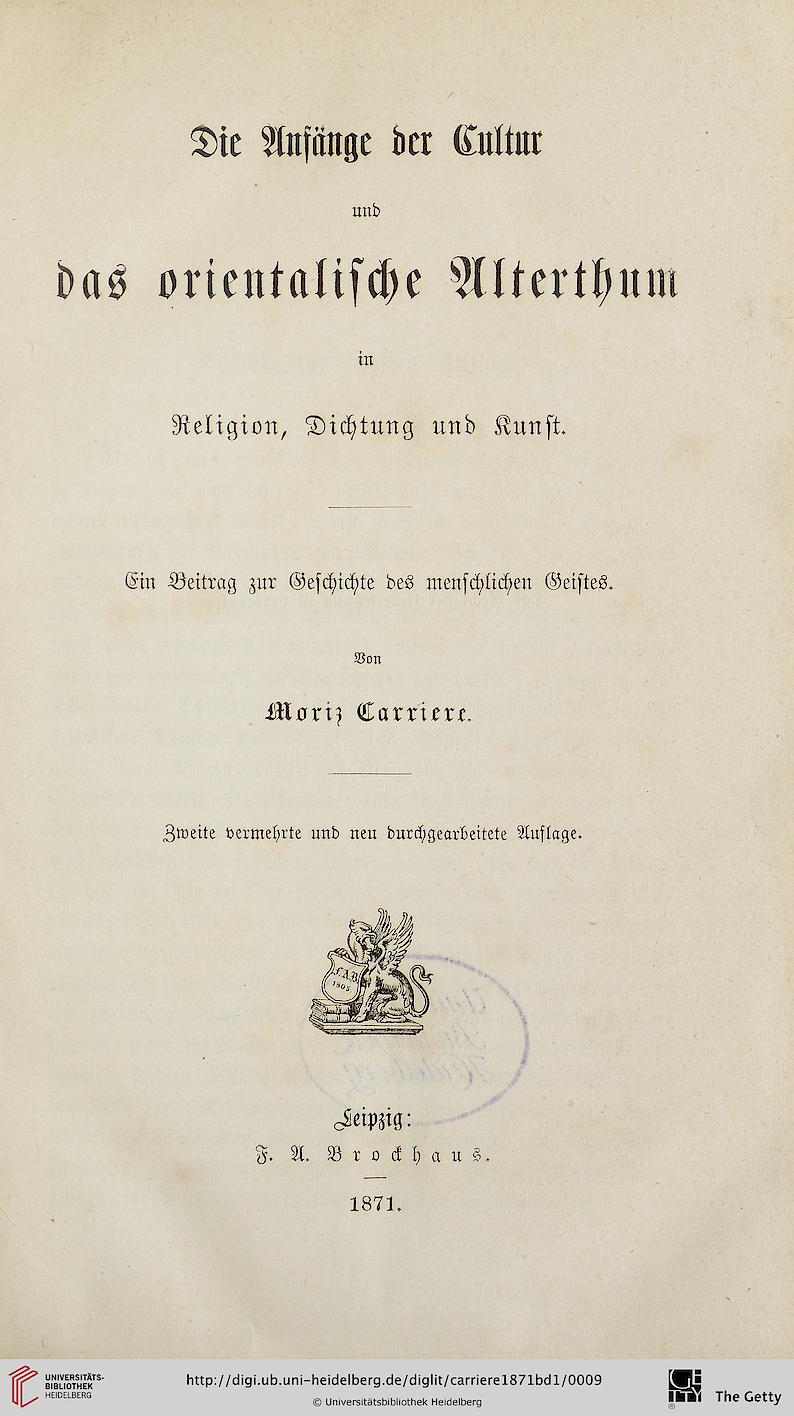 Die Anfänge der Cultur
und
das orientalische Alterthum
in
Religion, Dichtung und Kunst.
Ein Beitrag zur Geschichte des menschlichen Geistes.
Von
Moriz Carriere.
Zweite vermehrte und neu durchgearbeitete Auflage.
F.A.B.
1805.
Leipzig:
F. A. Brockhaus.
1871.
UNIVERSITÄTS-
BIBLIOTHEK
HEIDELBERG
http://digi.ub.uni-heidelberg.de/diglit/carriere1871bd1/0009
© Universitätsbibliothek Heidelberg
GETTY
®
The Getty